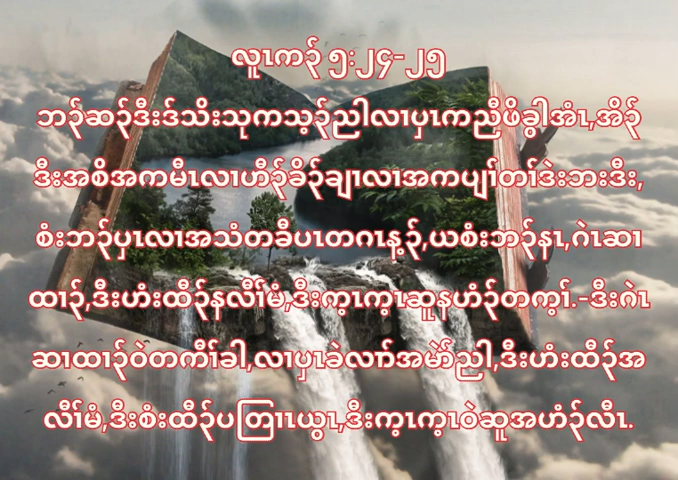 လူၤကၣ် ၅:၂၄-၂၅
ဘၣ်ဆၣ်ဒီးဒ်သိးသုကသ့ၣ်ညါလၢပှၤကညီဖိခွါအံၤ,အိၣ်
ဒီးအစိအကမီၤလၢဟီၣ်ခိၣ်ချၢလၢအကပျၢ်တၢ်ဒဲးဘးဒီး,
စံးဘၣ်ပှၤလၢအသံတခီပၤတဂၤန့ၣ်,ယစံးဘၣ်နၤ,ဂဲၤဆၢ
ထၢၣ်,ဒီးဟံးထီၣ်နလီၢ်မံ,ဒီးက့ၤက့ၤဆူနဟံၣ်တက့ၢ်.-ဒီးဂဲၤ
ဆၢထၢၣ်ဝဲတကီၢ်ခါ,လၢပှၤခဲလၢာ်အမဲာ်ညါ,ဒီးဟံးထီၣ်အ
လီၢ်မံ,ဒီးစံးထီၣ်ပတြၢၤယွၤ,ဒီးက့ၤက့ၤဝဲဆူအဟံၣ်လီၤ.